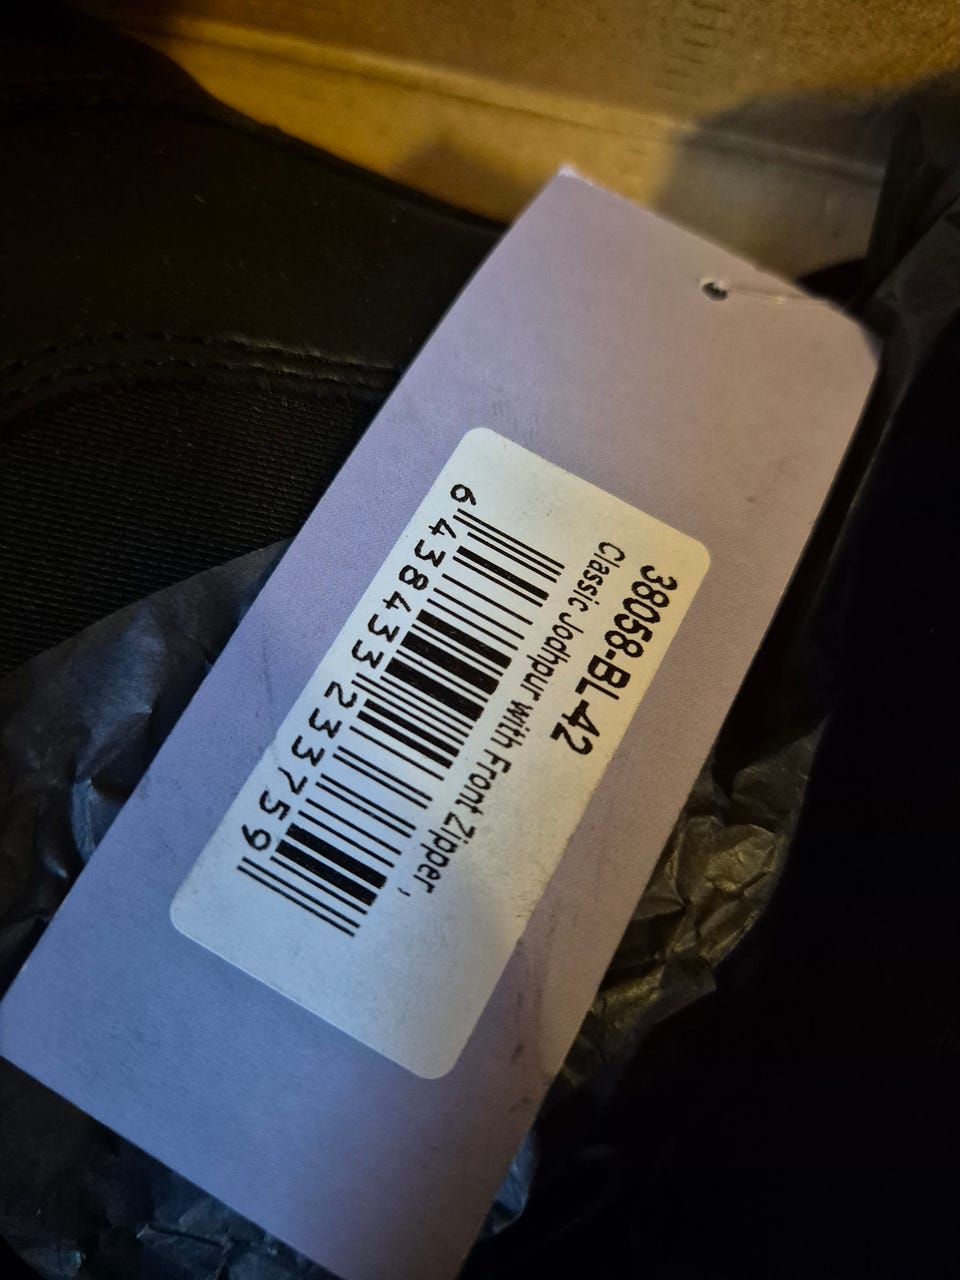 38058-BL-42
Classic Jodhpur with Front Zipper,
6 438433 233759